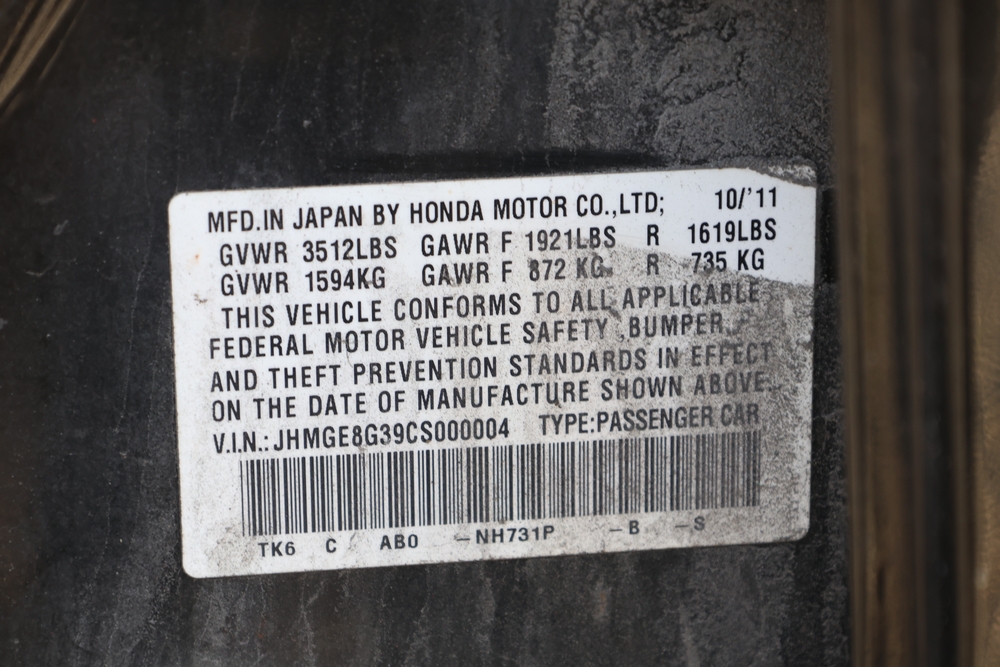 MFD.IN JAPAN BY HONDA MOTOR CO.,LTD; 10/'11
GVWR 3512LBS GAWR F 1921LBS R 1619LBS
GVWR 1594KG GAWR F 872 KG R 735 KG
THIS VEHICLE CONFORMS TO ALL APPLICABLE
FEDERAL MOTOR VEHICLE SAFETY ,BUMPER,
AND THEFT PREVENTION STANDARDS IN EFFECT
ON THE DATE OF MANUFACTURE SHOWN ABOVE.
V.I.N.: JHMGE8G39CS000004 TYPE:PASSENGER CAR
TK6 C AB0 –NH731P –B –S